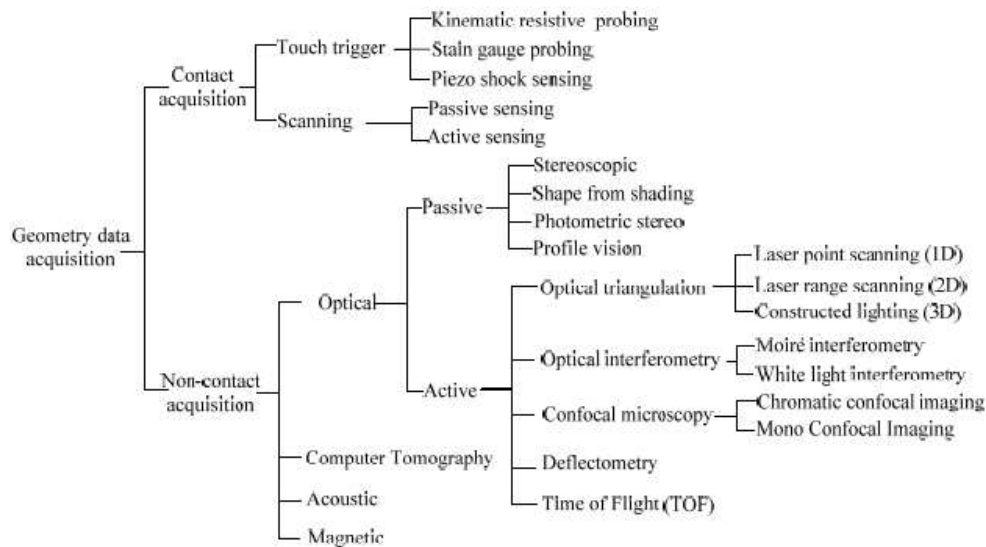 Kinematic resistive probing
Touch trigger
Stain gauge probing
Piezo shock sensing
Contact
acquisition
Passive sensing
Scanning
Active sensing
Stereoscopic
Shape from shading
Passive
Photometric stereo
Profile vision
Geometry data
acquisition
Laser point scanning (1D)
Optical
Optical triangulation
Laser range scanning (2D)
Constructed lighting (3D)
Moiré interferometry
Optical interferometry
White light interferometry
Non-contact
acquisition
Active
Chromatic confocal imaging
Confocal microscopy
Mono Confocal Imaging
Computer Tomography
Deflectometry
Acoustic
Time of Flight (TOF)
Magnetic